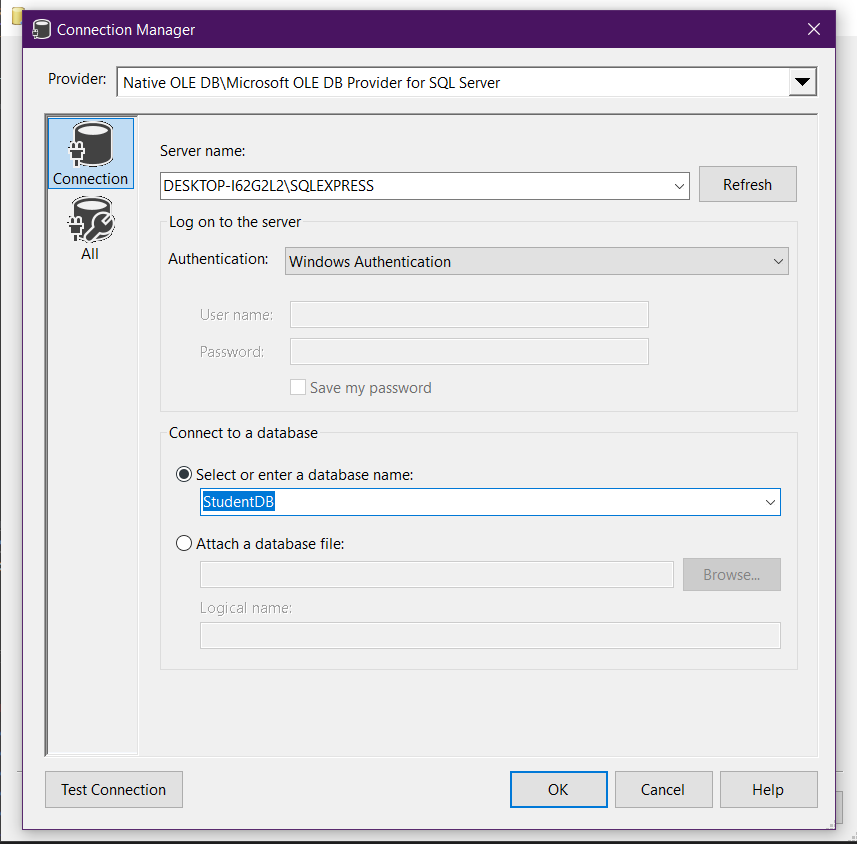 Connection Manager
Provider: Native OLE DB\Microsoft OLE DB Provider for SQL Server
Connection
All
Server name:
DESKTOP-I62G2L2\SQLEXPRESS
Refresh
Log on to the server
Authentication: Windows Authentication
User name:
Password:
Save my password
Connect to a database
Select or enter a database name:
StudentDB
Attach a database file:
Browse...
Logical name:
Test Connection
OK
Cancel
Help